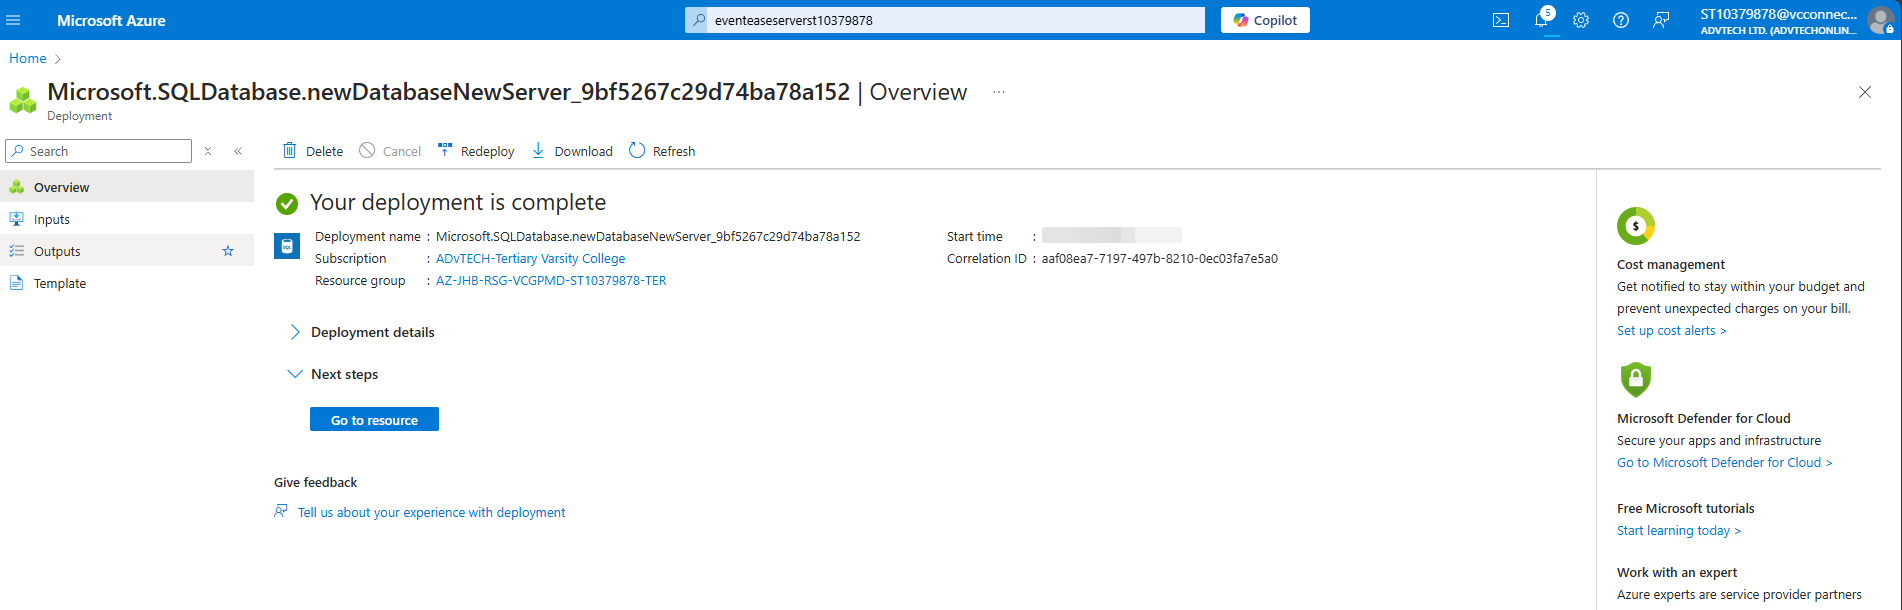 Microsoft Azure
eventeaseserverst10379878
Copilot
5
ST10379878@vcconnec...
ADVTECH LTD. (ADVTECHONLIN...
Home
Microsoft.SQLDatabase.newDatabaseNewServer_9bf5267c29d74ba78a152 | Overview ...
Deployment
Search
Overview
Inputs
Outputs
Template
Delete
Cancel
Redeploy
Download
Refresh
Your deployment is complete
SQL
Deployment name : Microsoft.SQLDatabase.newDatabaseNewServer_9bf5267c29d74ba78a152
Subscription : ADvTECH-Tertiary Varsity College
Resource group : AZ-JHB-RSG-VCGPMD-ST10379878-TER
Start time :
Correlation ID : aaf08ea7-7197-497b-8210-0ec03fa7e5a0
Deployment details
Next steps
Go to resource
Give feedback
Tell us about your experience with deployment
$
Cost management
Get notified to stay within your budget and
prevent unexpected charges on your bill.
Set up cost alerts >
Microsoft Defender for Cloud
Secure your apps and infrastructure
Go to Microsoft Defender for Cloud >
Free Microsoft tutorials
Start learning today >
Work with an expert
Azure experts are service provider partners